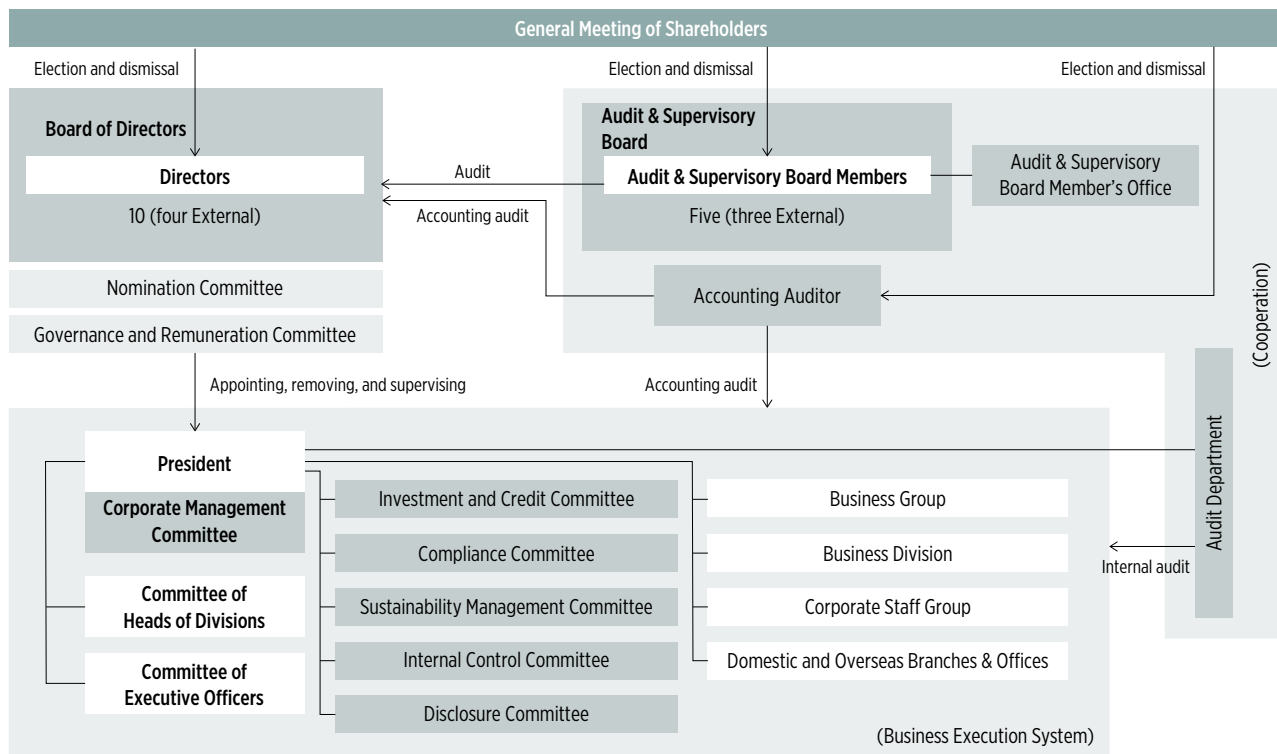 General Meeting of Shareholders
Election and dismissal
Election and dismissal
Election and dismissal
Board of Directors
Directors
10 (four External)
Audit & Supervisory
Board
Audit & Supervisory Board Members
Five (three External)
Audit & Supervisory
Board Member's Office
Audit
Accounting audit
Nomination Committee
Governance and Remuneration Committee
Accounting Auditor
(Cooperation)
Appointing, removing, and supervising
Accounting audit
President
Corporate Management
Committee
Committee of
Heads of Divisions
Committee of
Executive Officers
Investment and Credit Committee
Compliance Committee
Sustainability Management Committee
Internal Control Committee
Disclosure Committee
Business Group
Business Division
Corporate Staff Group
Domestic and Overseas Branches & Offices
Audit Department
Internal audit
(Business Execution System)